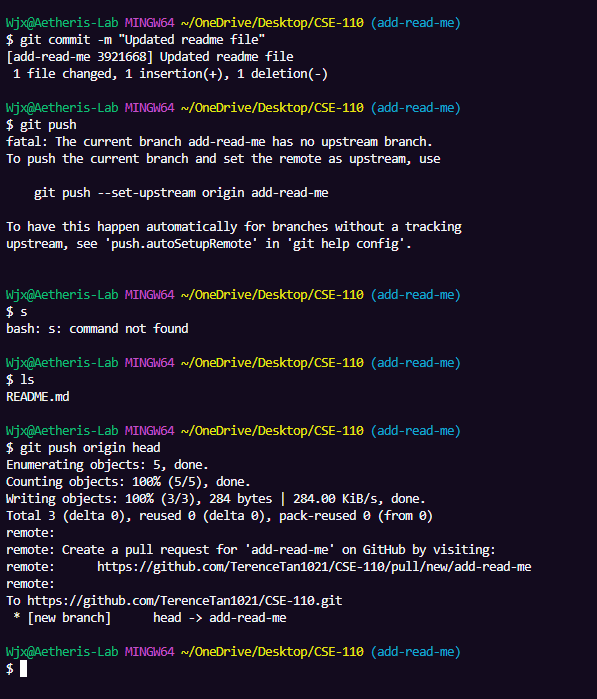 Wjx@Aetheris-Lab MINGW64 ~/OneDrive/Desktop/CSE-110 (add-read-me)
$ git commit -m "Updated readme file"
[add-read-me 3921668] Updated readme file
 1 file changed, 1 insertion(+), 1 deletion(-)
Wjx@Aetheris-Lab MINGW64 ~/OneDrive/Desktop/CSE-110 (add-read-me)
$ git push
fatal: The current branch add-read-me has no upstream branch.
To push the current branch and set the remote as upstream, use
    git push --set-upstream origin add-read-me
To have this happen automatically for branches without a tracking
upstream, see 'push.autoSetupRemote' in 'git help config'.
Wjx@Aetheris-Lab MINGW64 ~/OneDrive/Desktop/CSE-110 (add-read-me)
$ s
bash: s: command not found
Wjx@Aetheris-Lab MINGW64 ~/OneDrive/Desktop/CSE-110 (add-read-me)
$ ls
README.md
Wjx@Aetheris-Lab MINGW64 ~/OneDrive/Desktop/CSE-110 (add-read-me)
$ git push origin head
Enumerating objects: 5, done.
Counting objects: 100% (5/5), done.
Writing objects: 100% (3/3), 284 bytes | 284.00 KiB/s, done.
Total 3 (delta 0), reused 0 (delta 0), pack-reused 0 (from 0)
remote:
remote: Create a pull request for 'add-read-me' on GitHub by visiting:
remote:      https://github.com/TerenceTan1021/CSE-110/pull/new/add-read-me
remote:
To https://github.com/TerenceTan1021/CSE-110.git
 * [new branch]      head -> add-read-me
Wjx@Aetheris-Lab MINGW64 ~/OneDrive/Desktop/CSE-110 (add-read-me)
$